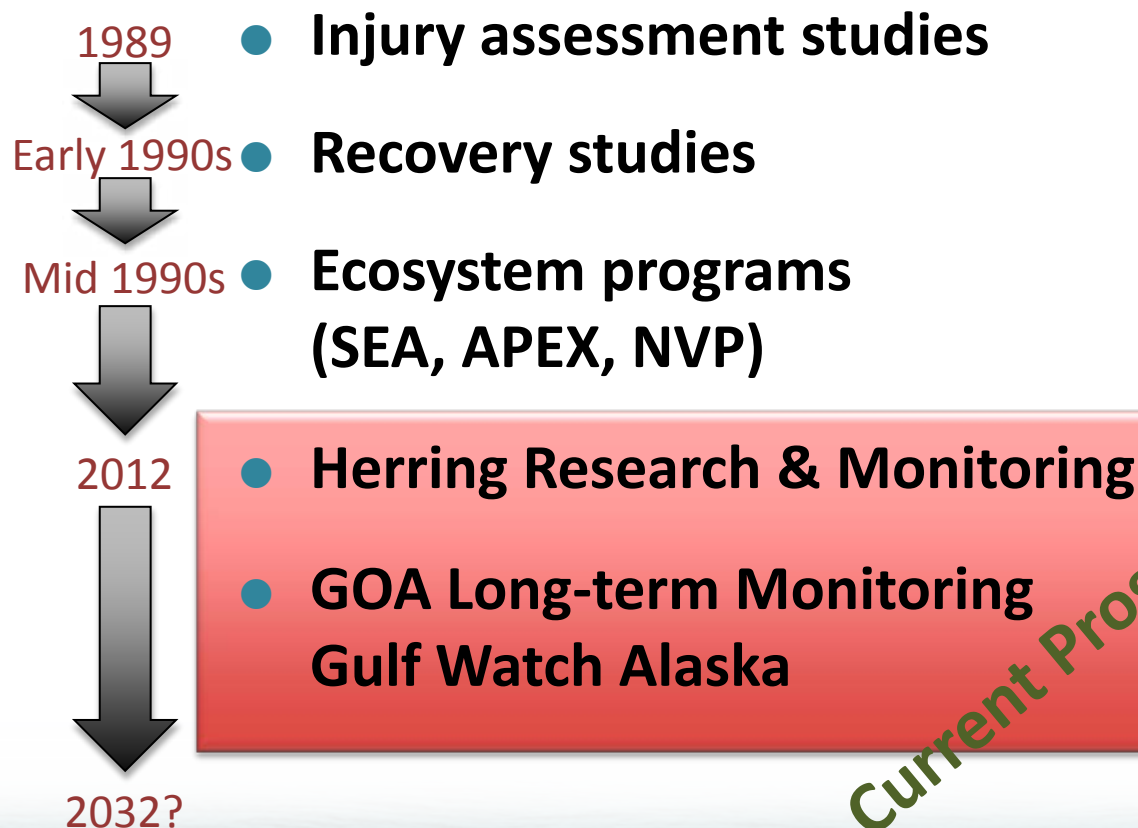 1989
Injury assessment studies
Early 1990s
Recovery studies
Mid 1990s
Ecosystem programs
(SEA, APEX, NVP)
2012
Herring Research & Monitoring
GOA Long-term Monitoring
Gulf Watch Alaska
Current
2032?